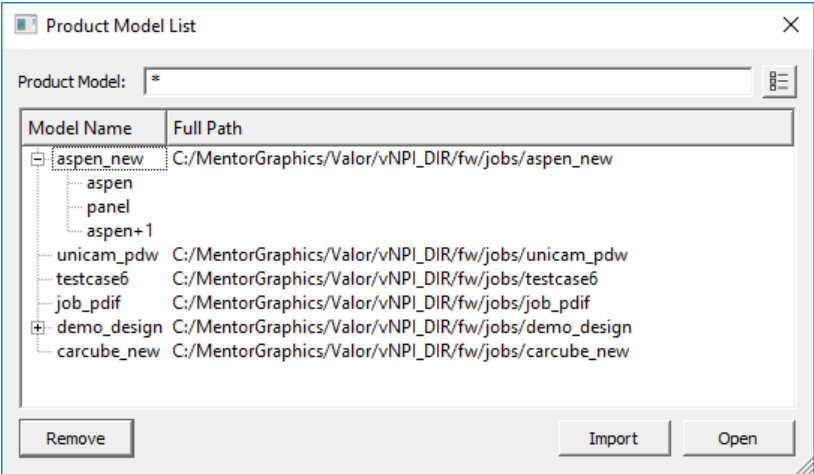 Product Model List
Product Model: *
Model Name Full Path
aspen_new C:/MentorGraphics/Valor/vNPI_DIR/fw/jobs/aspen_new
aspen
panel
aspen+1
unicam_pdw C:/MentorGraphics/Valor/vNPI_DIR/fw/jobs/unicam_pdw
testcase6 C:/MentorGraphics/Valor/vNPI_DIR/fw/jobs/testcase6
job_pdif C:/MentorGraphics/Valor/vNPI_DIR/fw/jobs/job_pdif
demo_design C:/MentorGraphics/Valor/vNPI_DIR/fw/jobs/demo_design
carcube_new C:/MentorGraphics/Valor/vNPI_DIR/fw/jobs/carcube_new
Remove Import Open